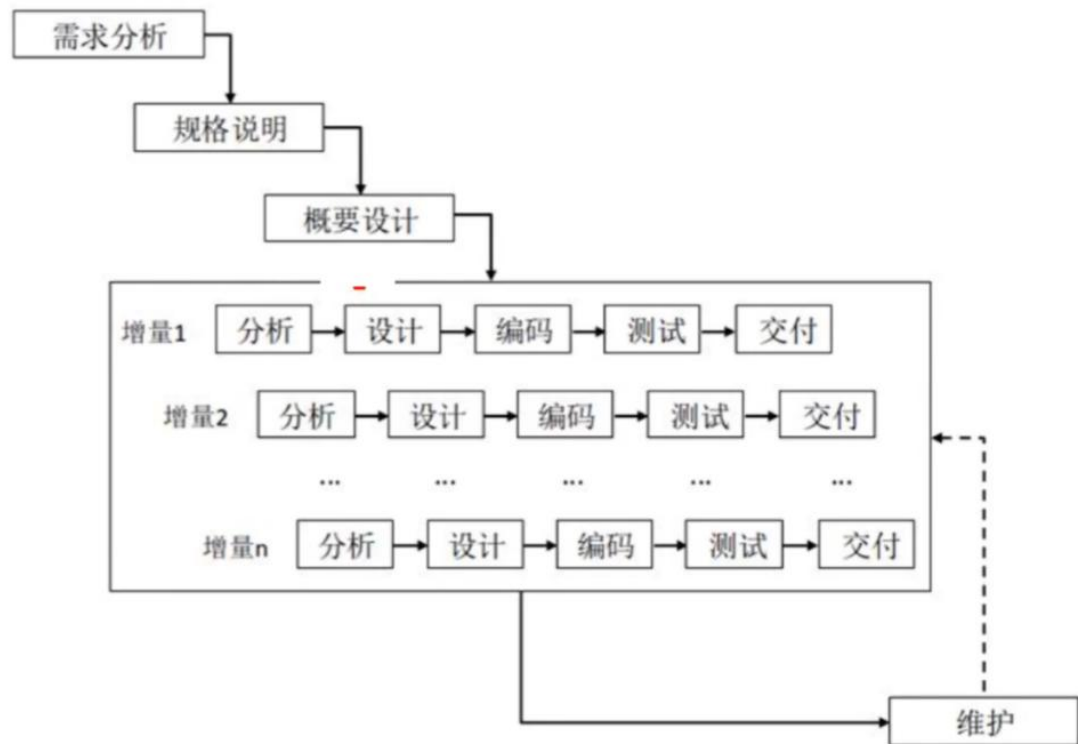 需求分析
规格说明
概要设计
增量1 分析 设计 编码 测试 交付
增量2 分析 设计 编码 测试 交付
... ... ... ... ...
增量n 分析 设计 编码 测试 交付
维护